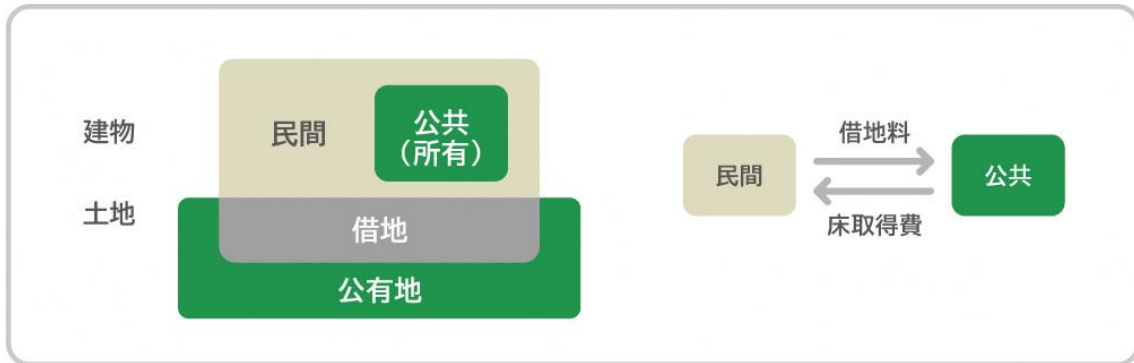 建物
民間
公共
（所有）
土地
借地
公有地
民間
借地料
床取得費
公共